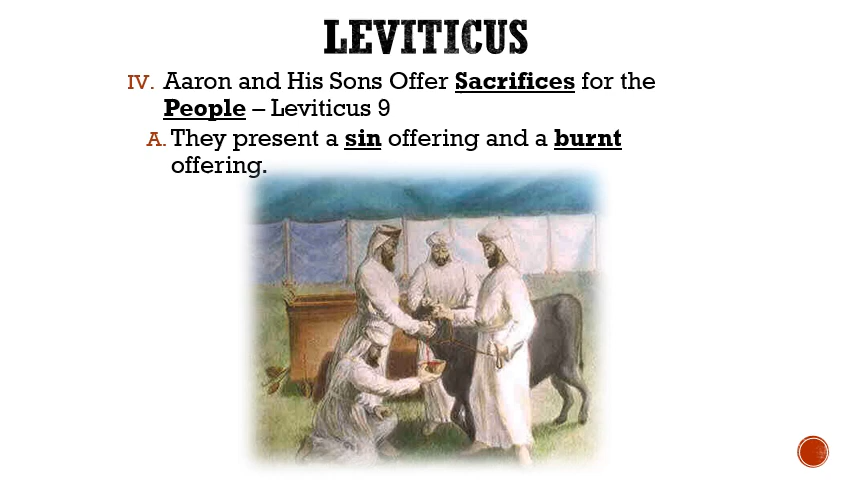 LEVITICUS
IV. Aaron and His Sons Offer Sacrifices for the
People – Leviticus 9
A. They present a sin offering and a burnt
offering.